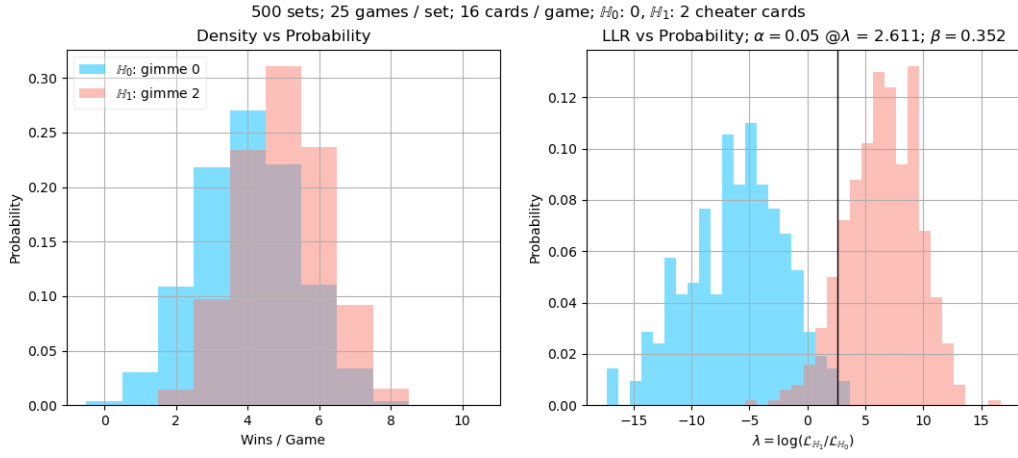 500 sets; 25 games / set; 16 cards / game; ℍ₀: 0, ℍ₁: 2 cheater cards
Density vs Probability
ℍ₀: gimme 0
ℍ₁: gimme 2
Probability
0.30
0.25
0.20
0.15
0.10
0.05
0.00
0 2 4 6 8 10
Wins / Game
LLR vs Probability; α = 0.05 @λ = 2.611; β = 0.352
Probability
0.12
0.10
0.08
0.06
0.04
0.02
0.00
−15 −10 −5 0 5 10 15
λ = log(ℒ_ℍ₁/ℒ_ℍ₀)